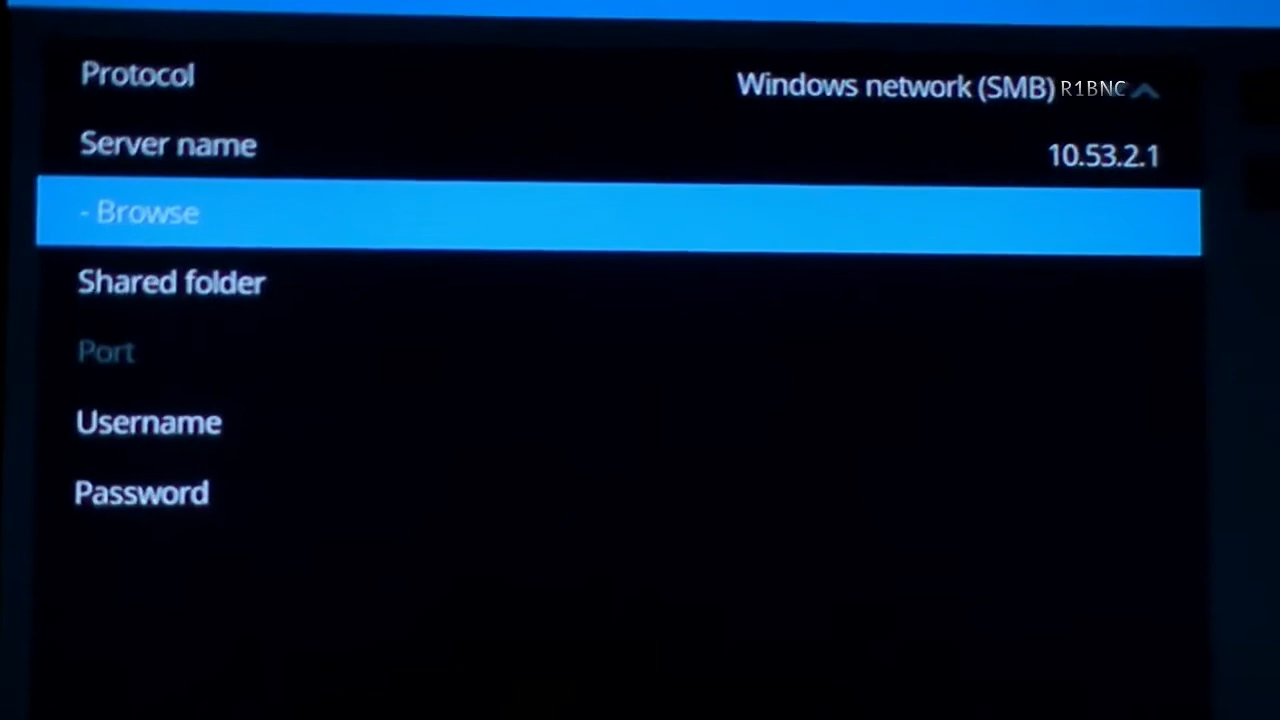 Protocol
Windows network (SMB) R1BNC
Server name
10.53.2.1
- Browse
Shared folder
Port
Username
Password